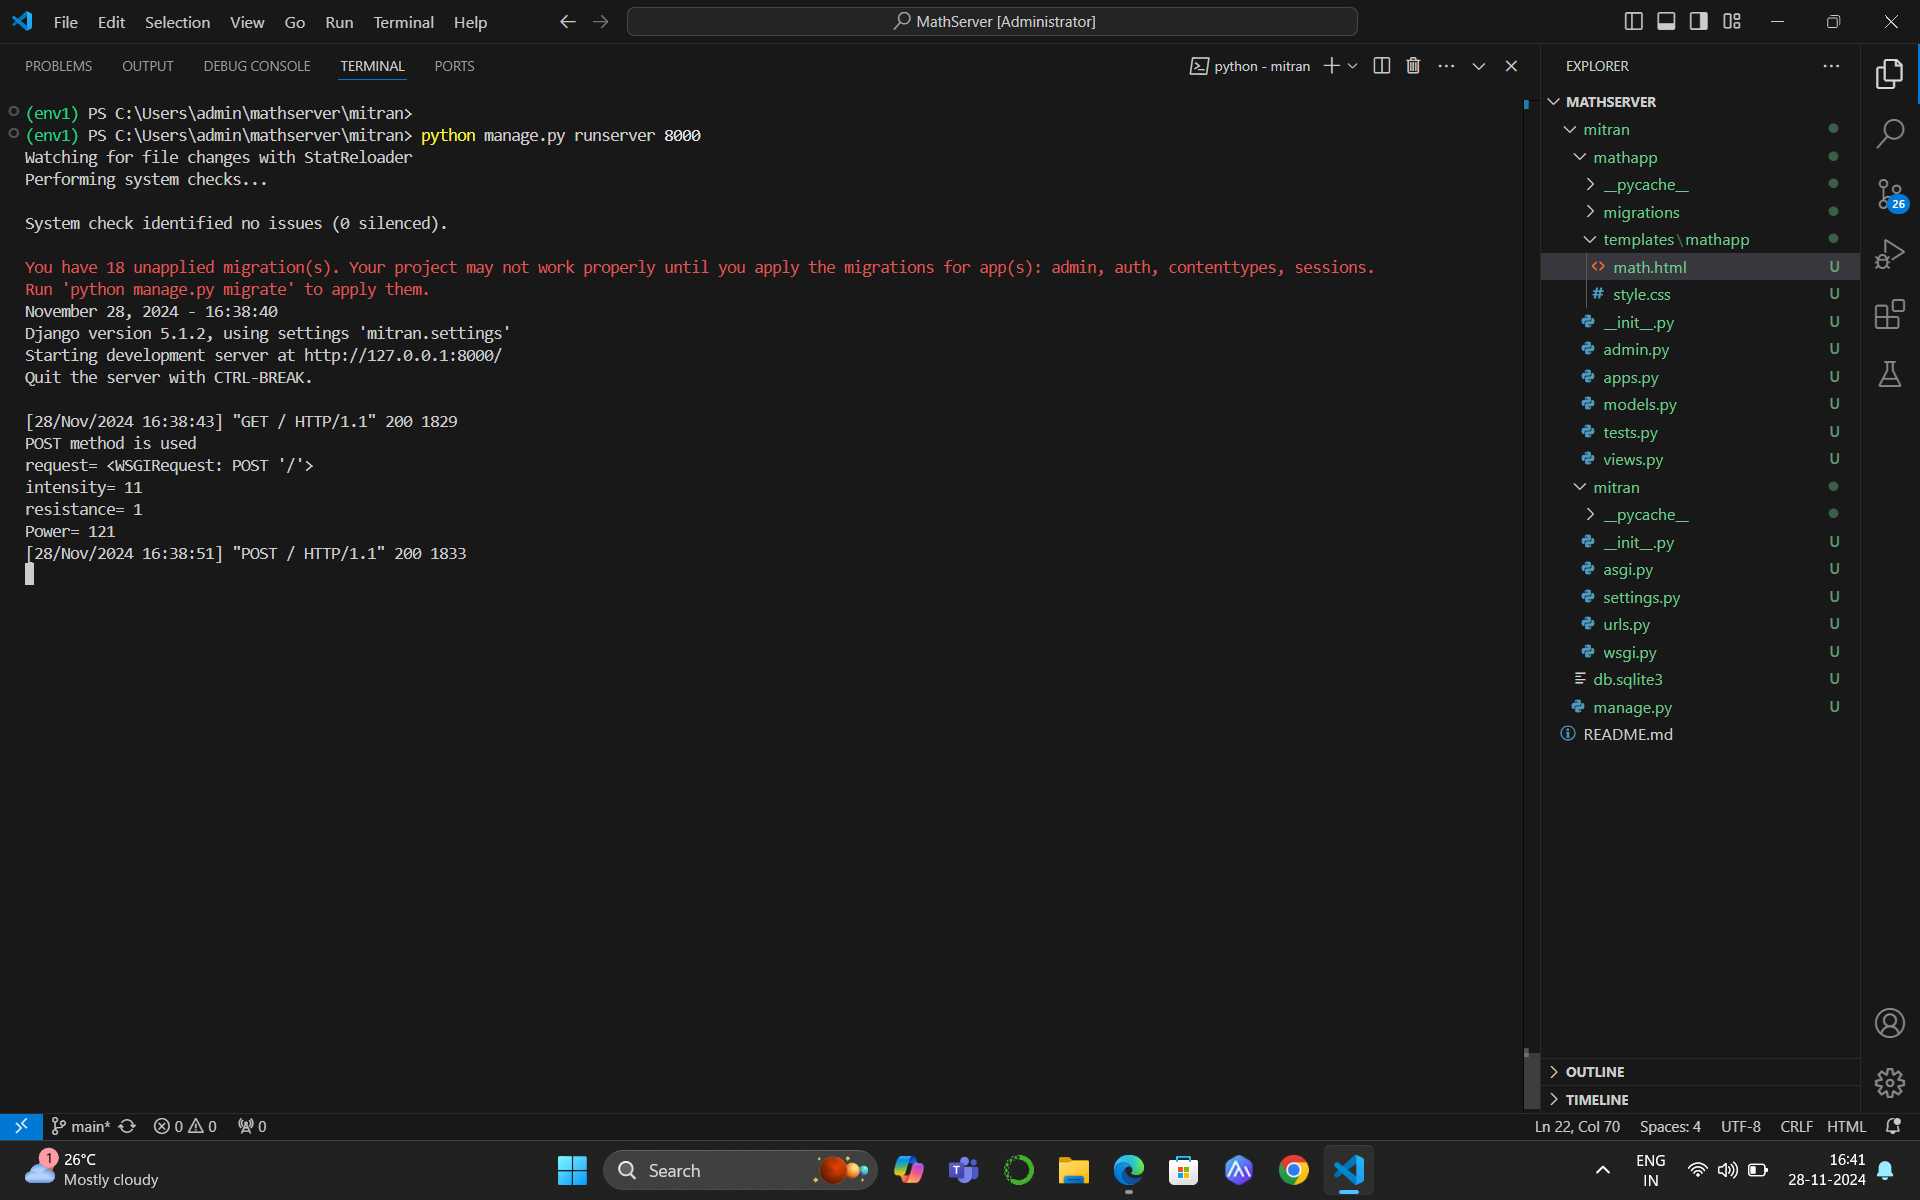 File Edit Selection View Go Run Terminal Help
MathServer [Administrator]
PROBLEMS OUTPUT DEBUG CONSOLE TERMINAL PORTS
python - mitran
(env1) PS C:\Users\admin\mathserver\mitran>
(env1) PS C:\Users\admin\mathserver\mitran> python manage.py runserver 8000
Watching for file changes with StatReloader
Performing system checks...
System check identified no issues (0 silenced).
You have 18 unapplied migration(s). Your project may not work properly until you apply the migrations for app(s): admin, auth, contenttypes, sessions.
Run 'python manage.py migrate' to apply them.
November 28, 2024 - 16:38:40
Django version 5.1.2, using settings 'mitran.settings'
Starting development server at http://127.0.0.1:8000/
Quit the server with CTRL-BREAK.
[28/Nov/2024 16:38:43] "GET / HTTP/1.1" 200 1829
POST method is used
request= <WSGIRequest: POST '/'>
intensity= 11
resistance= 1
Power= 121
[28/Nov/2024 16:38:51] "POST / HTTP/1.1" 200 1833
EXPLORER
MATHSERVER
mitran
mathapp
__pycache__
migrations
templates\mathapp
math.html U
style.css U
__init__.py U
admin.py U
apps.py U
models.py U
tests.py U
views.py U
mitran
__pycache__
__init__.py U
asgi.py U
settings.py U
urls.py U
wsgi.py U
db.sqlite3 U
manage.py U
README.md
OUTLINE
TIMELINE
26
main* 0 0 0
Ln 22, Col 70 Spaces: 4 UTF-8 CRLF HTML
1
26°C
Mostly cloudy
Search
ENG
IN
16:41
28-11-2024